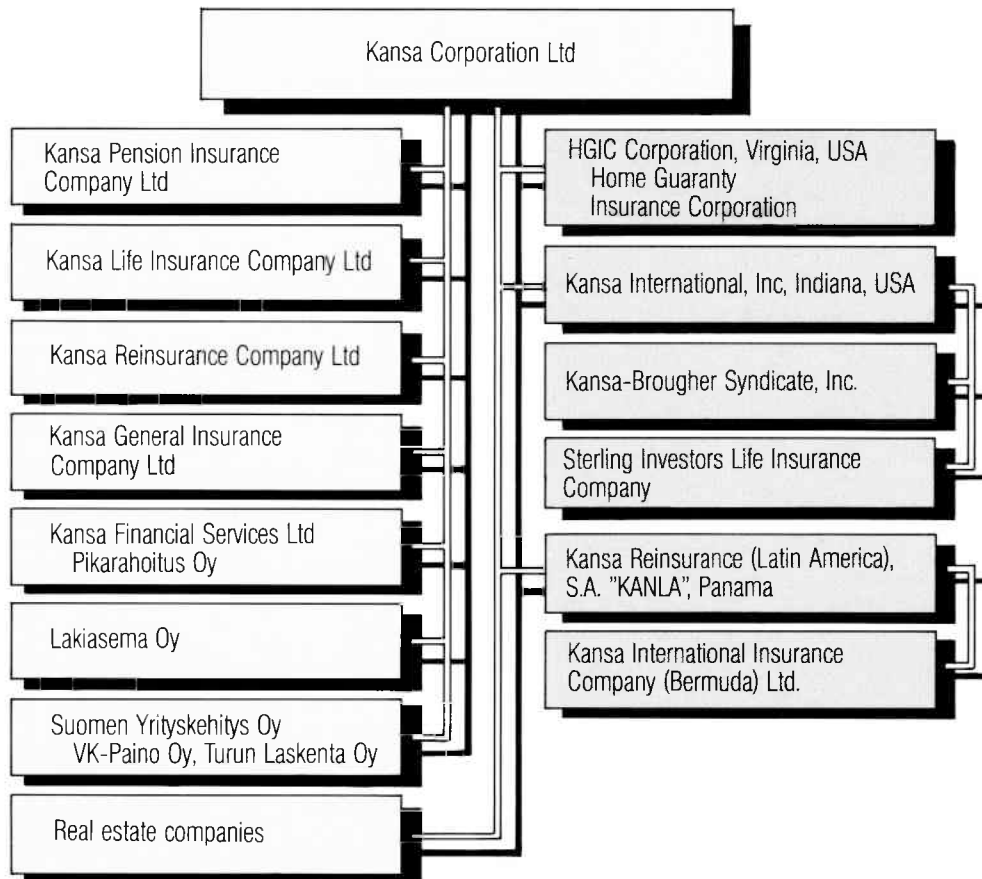 Kansa Corporation Ltd
Kansa Pension Insurance
Company Ltd
Kansa Life Insurance Company Ltd
Kansa Reinsurance Company Ltd
Kansa General Insurance
Company Ltd
Kansa Financial Services Ltd
Pikarahoitus Oy
Lakiasema Oy
Suomen Yrityskehitys Oy
VK-Paino Oy, Turun Laskenta Oy
Real estate companies
HGIC Corporation, Virginia, USA
Home Guaranty
Insurance Corporation
Kansa International, Inc, Indiana, USA
Kansa-Brougher Syndicate, Inc.
Sterling Investors Life Insurance
Company
Kansa Reinsurance (Latin America),
S.A. "KANLA", Panama
Kansa International Insurance
Company (Bermuda) Ltd.